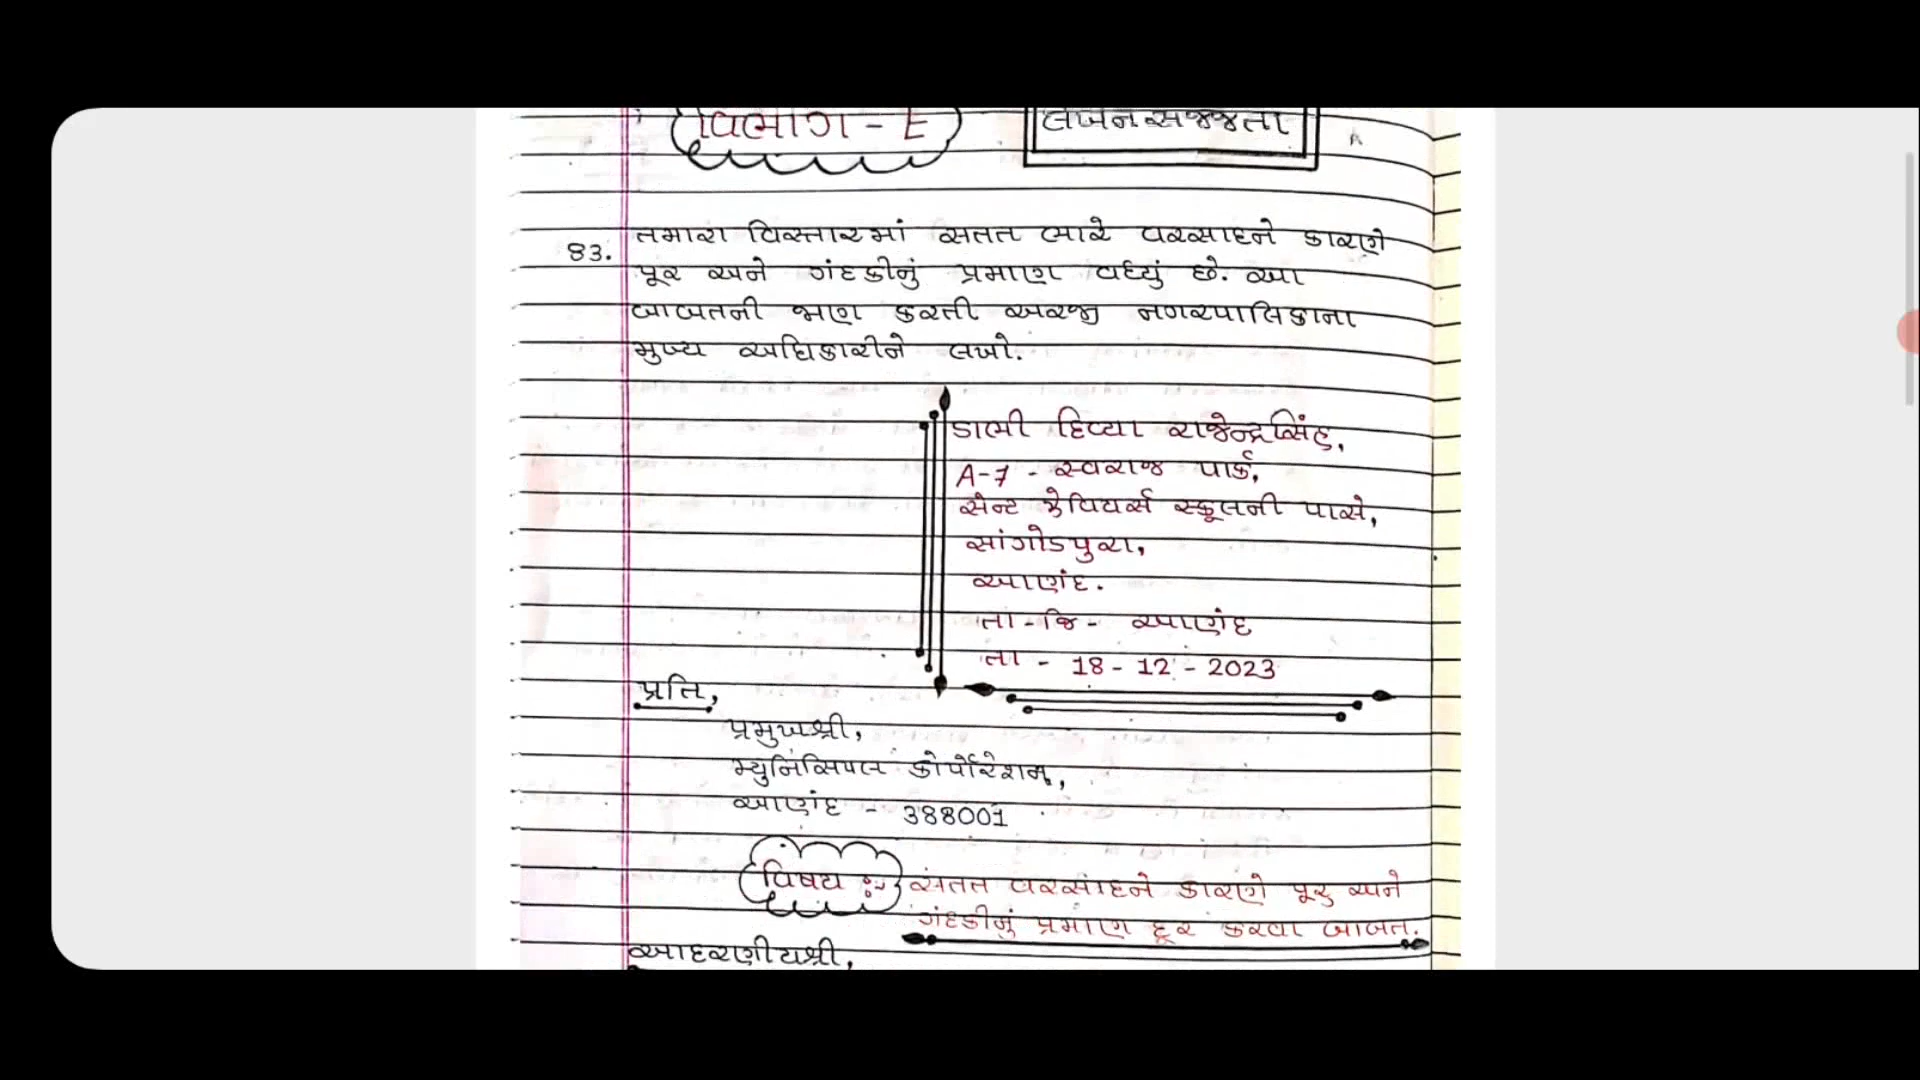 વિભાગ - E
લેખનસજ્જતા
83. તમારા વિસ્તારમાં સતત ભારે વરસાદને કારણે
પૂર અને ગંદકીનું પ્રમાણ વધ્યું છે. આ
બાબતની જાણ કરતી અરજી નગરપાલિકાના
મુખ્ય અધિકારીને લખો.
ડાભી દિવ્યા રાજેન્દ્રસિંહ,
A-7 - સ્વરાજ પાર્ક,
સેન્ટ ઝેવિયર્સ સ્કૂલની પાસે,
સાંગોડપુરા,
આણંદ.
તા-જિ- આણંદ
તા - 18 - 12 - 2023
પ્રતિ,
પ્રમુખશ્રી,
મ્યુનિસિપલ કોર્પોરેશન,
આણંદ - 388001
વિષય :- સતત વરસાદને કારણે પૂર અને
ગંદકીનું પ્રમાણ દૂર કરવા બાબત.
આદરણીયશ્રી,